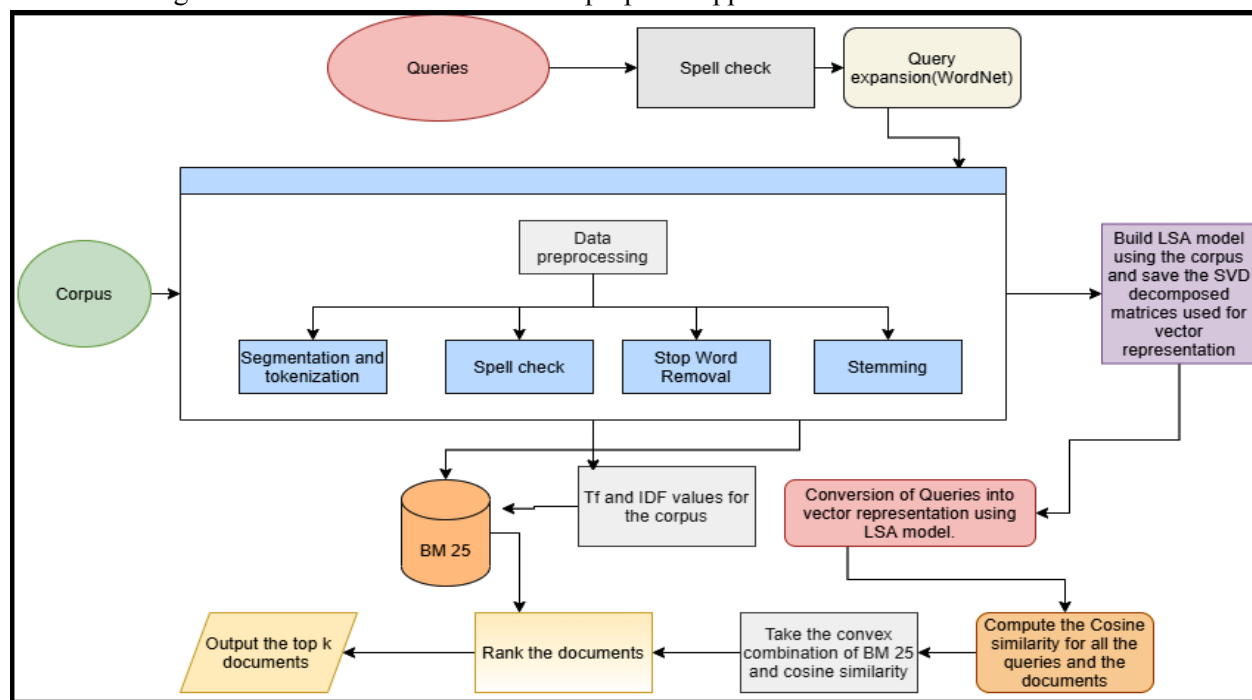 Queries
Spell check
Query
expansion(WordNet)
Corpus
Data
preprocessing
Segmentation and
tokenization
Spell check
Stop Word
Removal
Stemming
Build LSA model
using the corpus
and save the SVD
decomposed
matrices used for
vector
representation
BM 25
Tf and IDF values for
the corpus
Conversion of Queries into
vector representation using
LSA model.
Output the top k
documents
Rank the documents
Take the convex
combination of BM 25
and cosine similarity
Compute the Cosine
similarity for all the
queries and the
documents